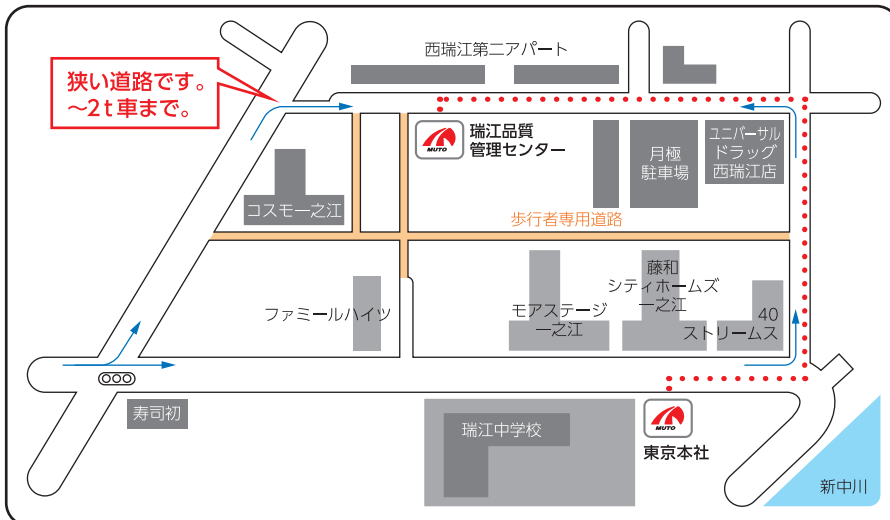 西瑞江第二アパート
狭い道路です。
〜2t車まで。
MUTO
瑞江品質
管理センター
月極
駐車場
ユニバーサル
ドラッグ
西瑞江店
コスモ一之江
歩行者専用道路
ファミールハイツ
モアステージ
一之江
藤和
シティホームズ
一之江
40
ストリームス
寿司初
瑞江中学校
MUTO
東京本社
新中川